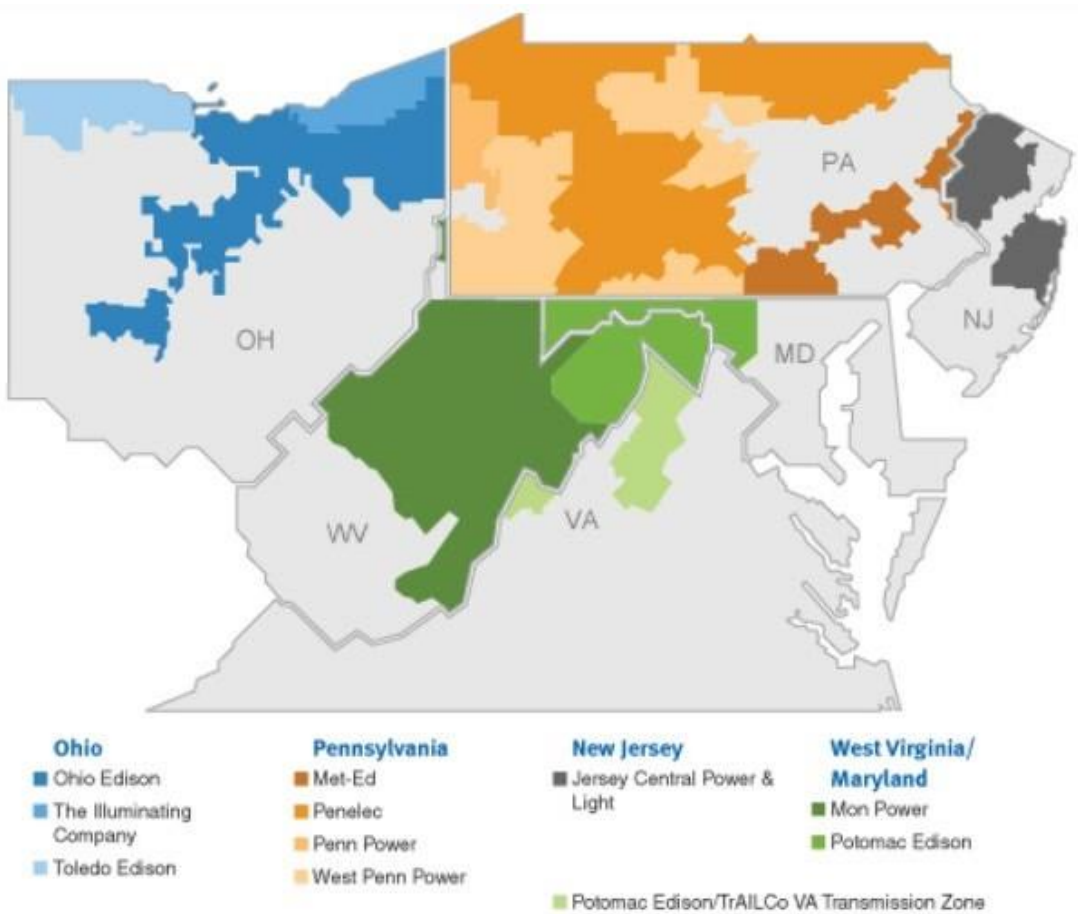 PA
OH
NJ
MD
WV
VA
Ohio
Ohio Edison
The Illuminating
Company
Toledo Edison
Pennsylvania
Met-Ed
Penelec
Penn Power
West Penn Power
New Jersey
Jersey Central Power &
Light
West Virginia/
Maryland
Mon Power
Potomac Edison
Potomac Edison/TrAILCo VA Transmission Zone